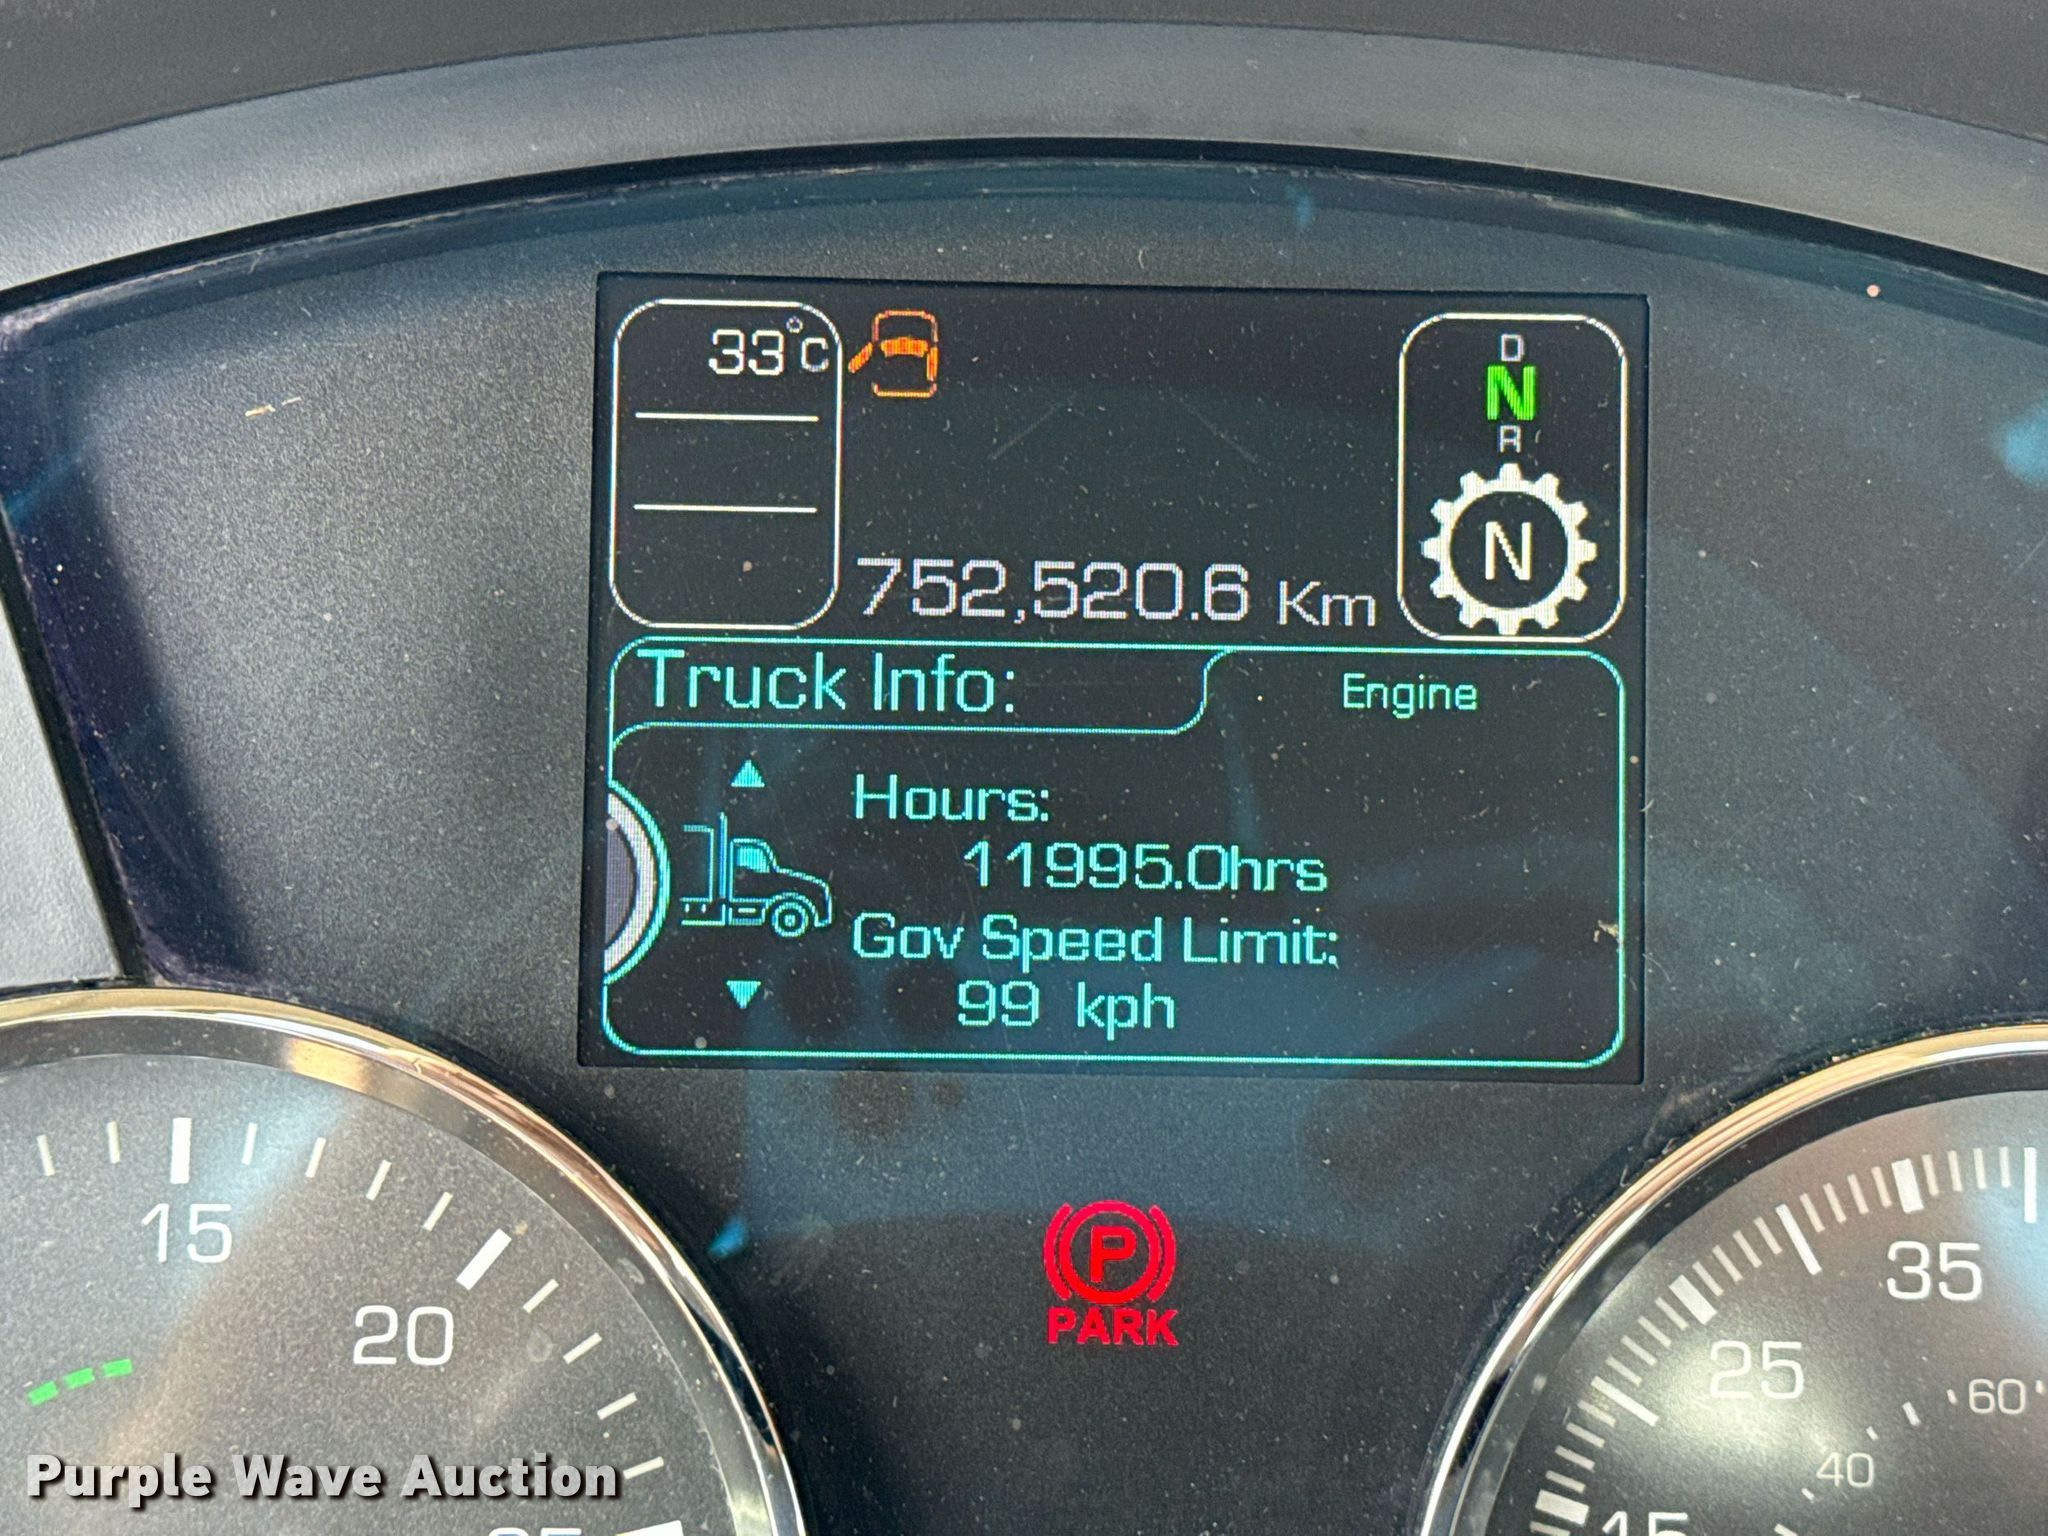 33°C
D
N
R
N
752,520.6 Km
Truck Info:
Engine
Hours:
11995.0hrs
Gov Speed Limit:
99 kph
P
PARK
15
20
35
25
60
40
Purple Wave Auction